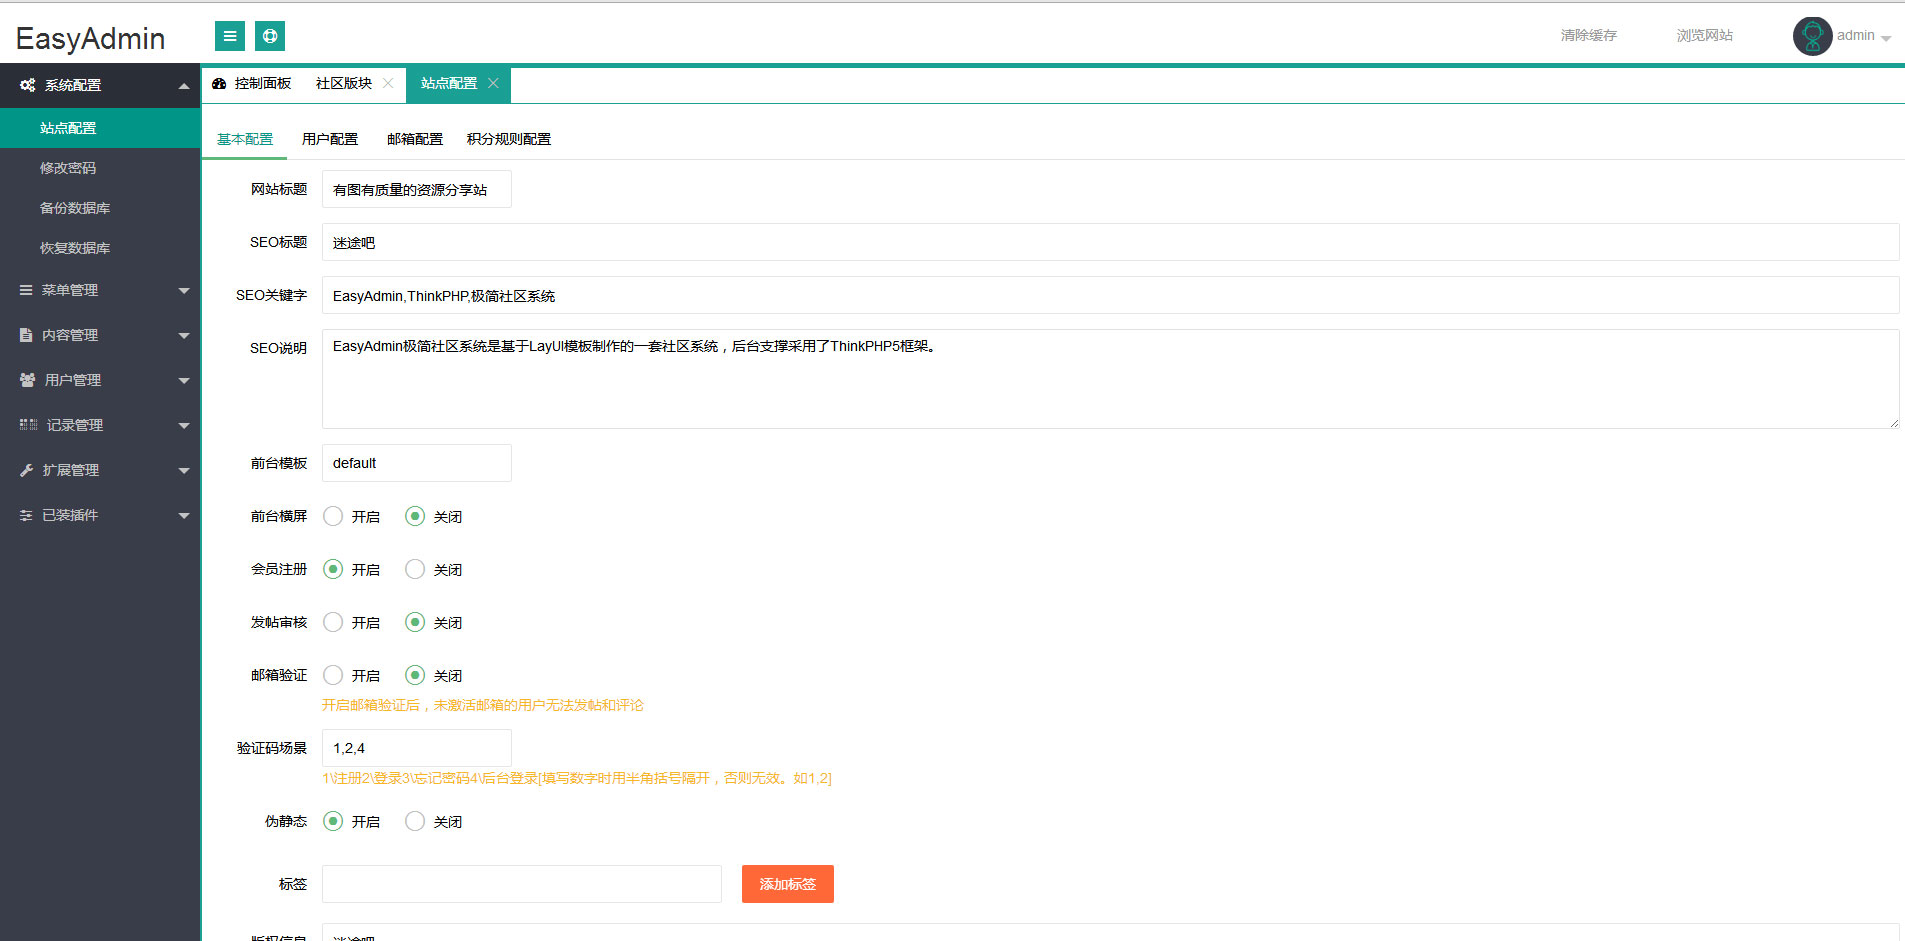 EasyAdmin
清除缓存
浏览网站
admin
系统配置
站点配置
修改密码
备份数据库
恢复数据库
菜单管理
内容管理
用户管理
记录管理
扩展管理
已装插件
控制面板
社区版块
站点配置
基本配置
用户配置
邮箱配置
积分规则配置
网站标题 有图有质量的资源分享站
SEO标题 迷途吧
SEO关键字 EasyAdmin,ThinkPHP,极简社区系统
SEO说明 EasyAdmin极简社区系统是基于LayUI模板制作的一套社区系统，后台支撑采用了ThinkPHP5框架。
前台模板 default
前台横屏 开启 关闭
会员注册 开启 关闭
发帖审核 开启 关闭
邮箱验证 开启 关闭
开启邮箱验证后，未激活邮箱的用户无法发帖和评论
验证码场景 1,2,4
1\注册2\登录3\忘记密码4\后台登录[填写数字时用半角括号隔开，否则无效。如1,2]
伪静态 开启 关闭
标签 添加标签
版权信息 迷途吧